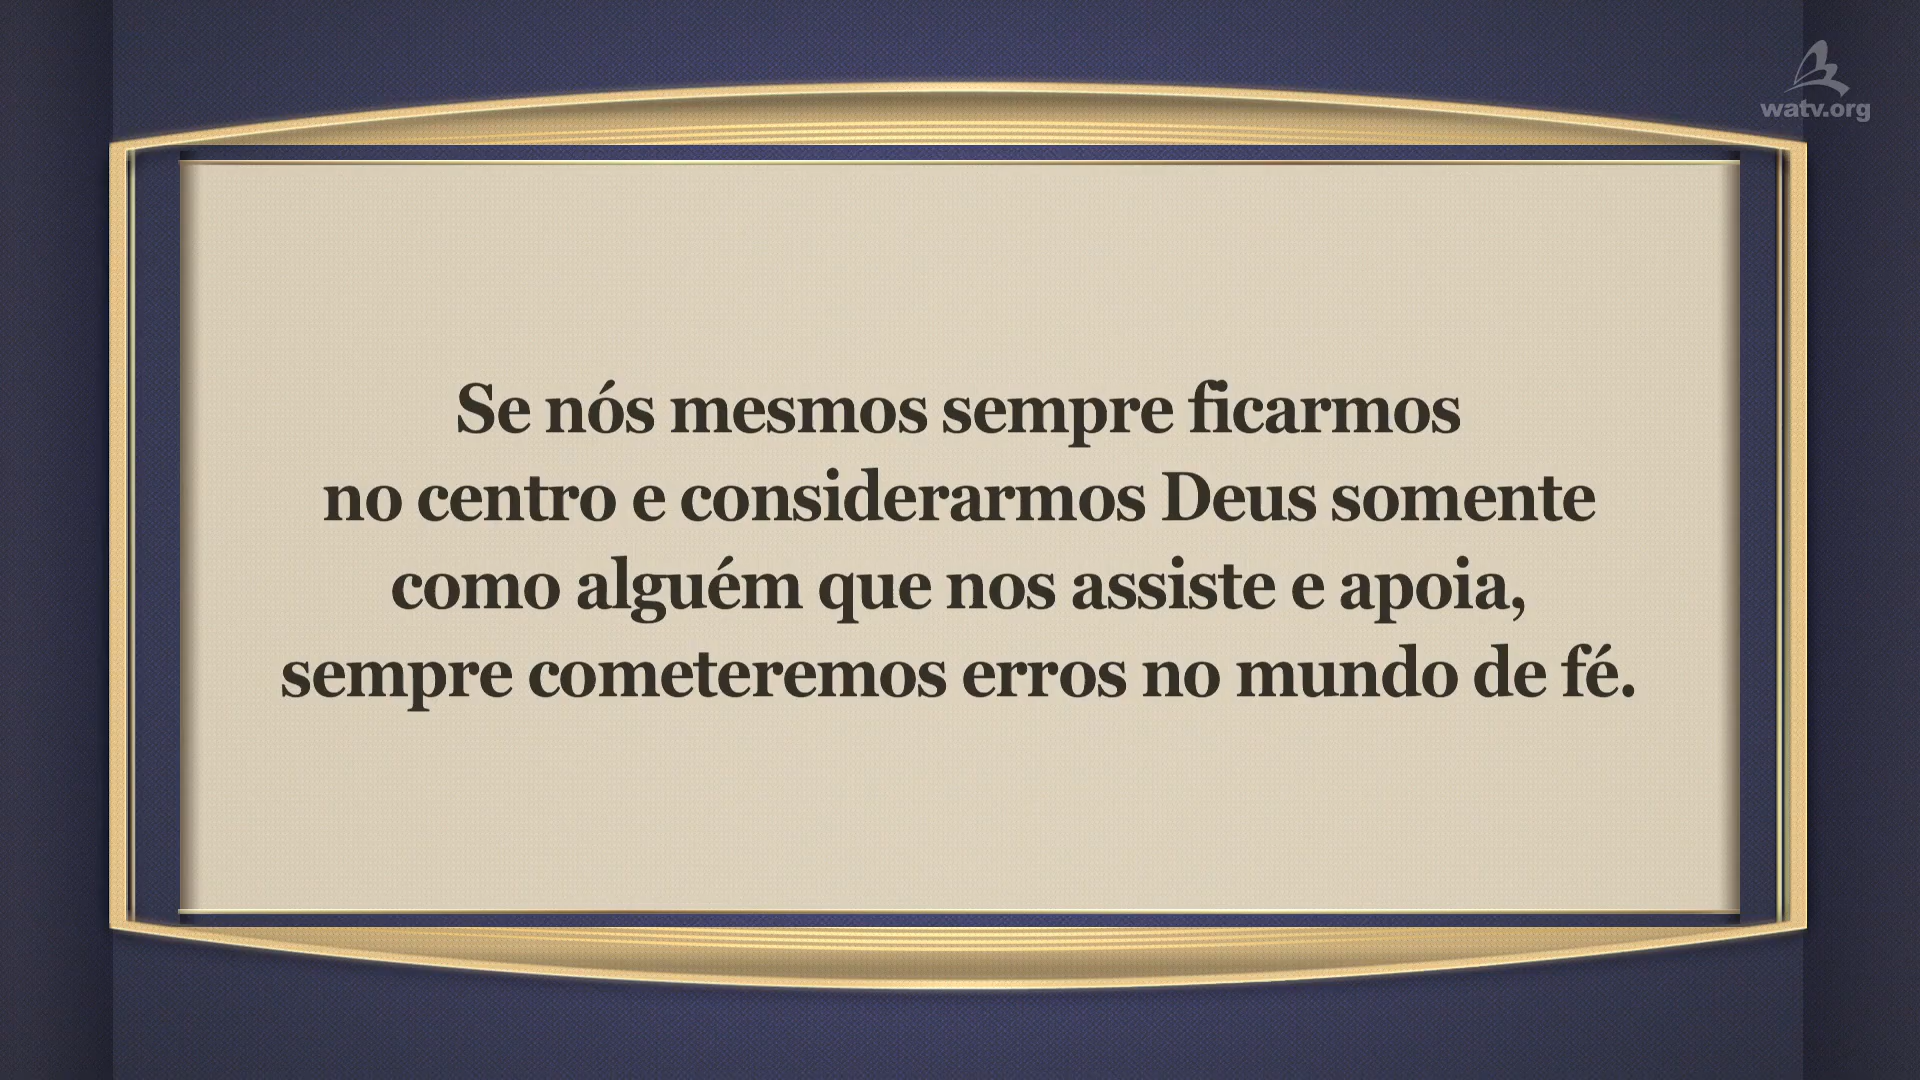 watv.org
Se nós mesmos sempre ficarmos
no centro e considerarmos Deus somente
como alguém que nos assiste e apoia,
sempre cometeremos erros no mundo de fé.